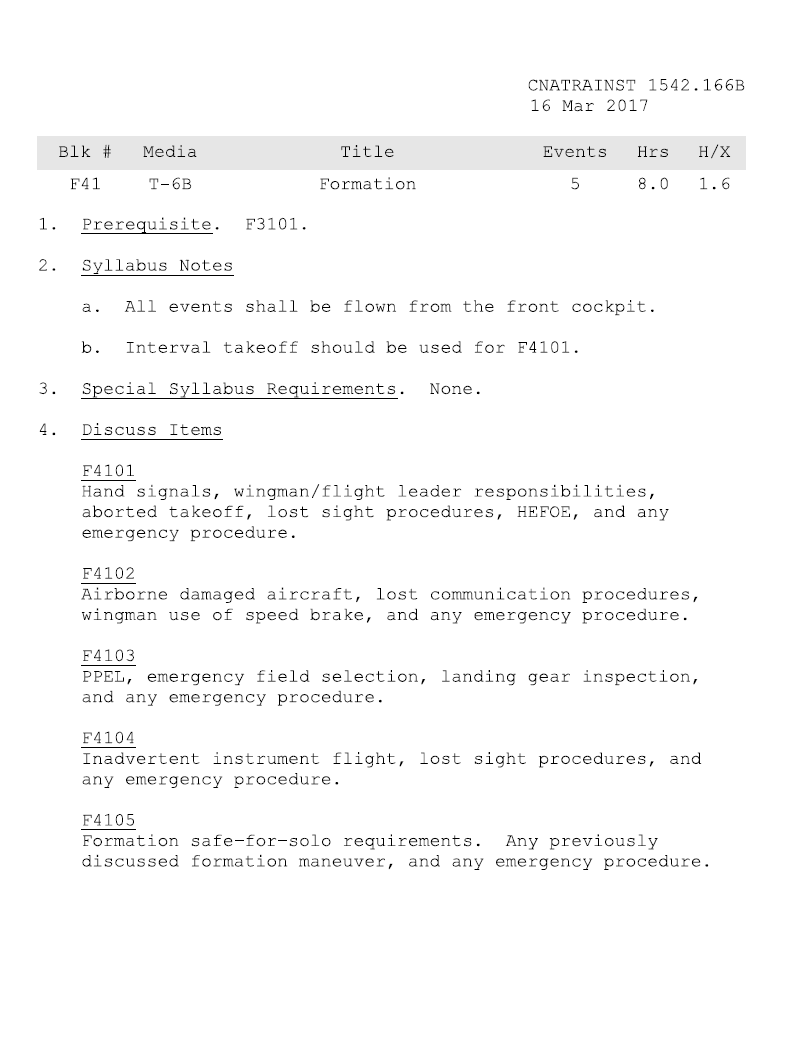 CNATRAINST 1542.166B
16 Mar 2017
Blk # Media Title Events Hrs H/X
F41 T-6B Formation 5 8.0 1.6
1. Prerequisite. F3101.
2. Syllabus Notes
a. All events shall be flown from the front cockpit.
b. Interval takeoff should be used for F4101.
3. Special Syllabus Requirements. None.
4. Discuss Items
F4101
Hand signals, wingman/flight leader responsibilities,
aborted takeoff, lost sight procedures, HEFOE, and any
emergency procedure.
F4102
Airborne damaged aircraft, lost communication procedures,
wingman use of speed brake, and any emergency procedure.
F4103
PPEL, emergency field selection, landing gear inspection,
and any emergency procedure.
F4104
Inadvertent instrument flight, lost sight procedures, and
any emergency procedure.
F4105
Formation safe-for-solo requirements. Any previously
discussed formation maneuver, and any emergency procedure.